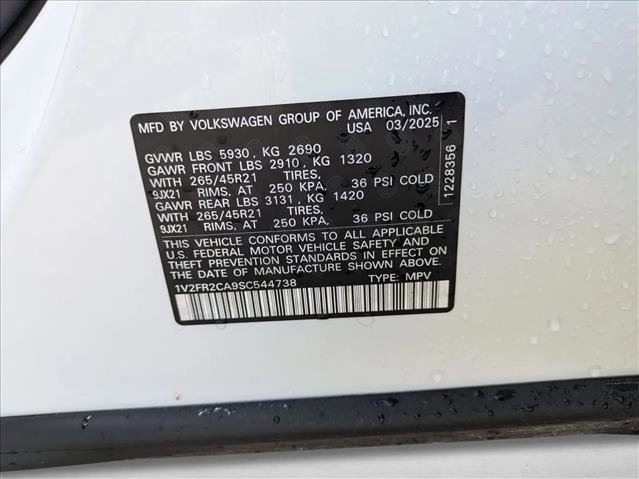 MFD BY VOLKSWAGEN GROUP OF AMERICA, INC.
USA 03/2025
GVWR LBS 5930, KG 2690
GAWR FRONT LBS 2910, KG 1320
WITH 265/45R21 TIRES,
9JX21 RIMS, AT 250 KPA, 36 PSI COLD
GAWR REAR LBS 3131, KG 1420
WITH 265/45R21 TIRES,
9JX21 RIMS, AT 250 KPA, 36 PSI COLD
THIS VEHICLE CONFORMS TO ALL APPLICABLE
U.S. FEDERAL MOTOR VEHICLE SAFETY AND
THEFT PREVENTION STANDARDS IN EFFECT
ON THE DATE OF MANUFACTURE SHOWN ABOVE.
1V2FR2CA9SC544738 TYPE: MPV
1228356 1